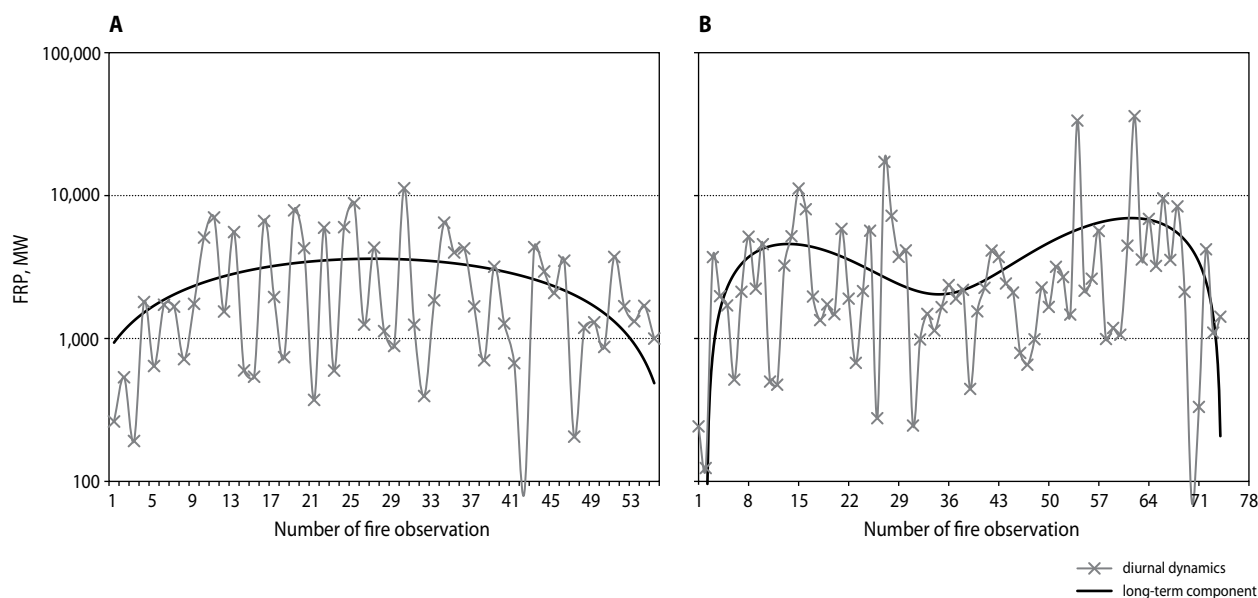 A
B
100,000
10,000
1,000
100
FRP, MW
1 5 9 13 17 21 25 29 33 37 41 45 49 53
1 8 15 22 29 36 43 50 57 64 71 78
Number of fire observation
Number of fire observation
diurnal dynamics
long-term component